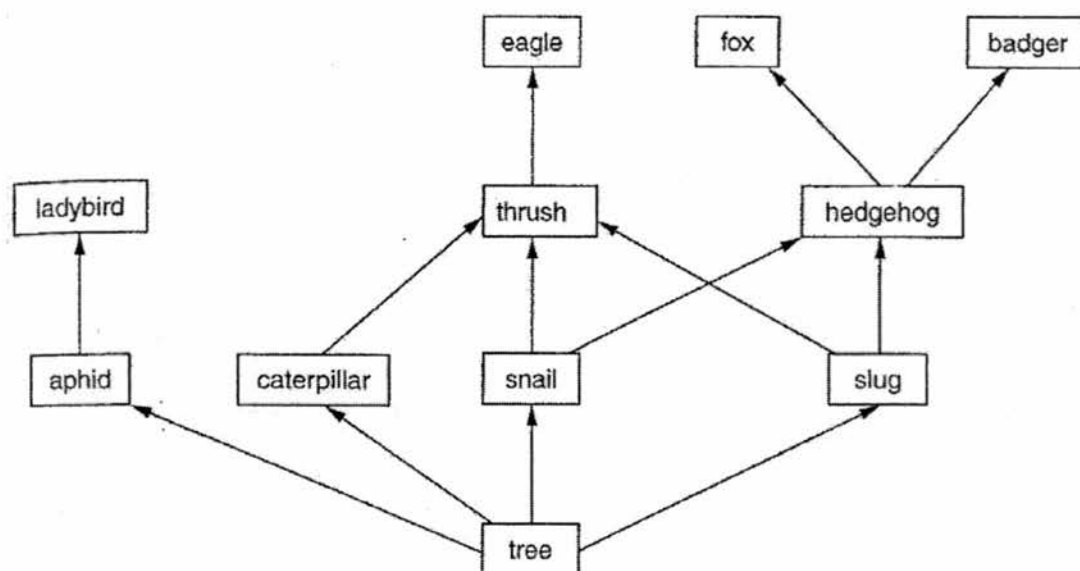 eagle
fox
badger
ladybird
thrush
hedgehog
aphid
caterpillar
snail
slug
tree